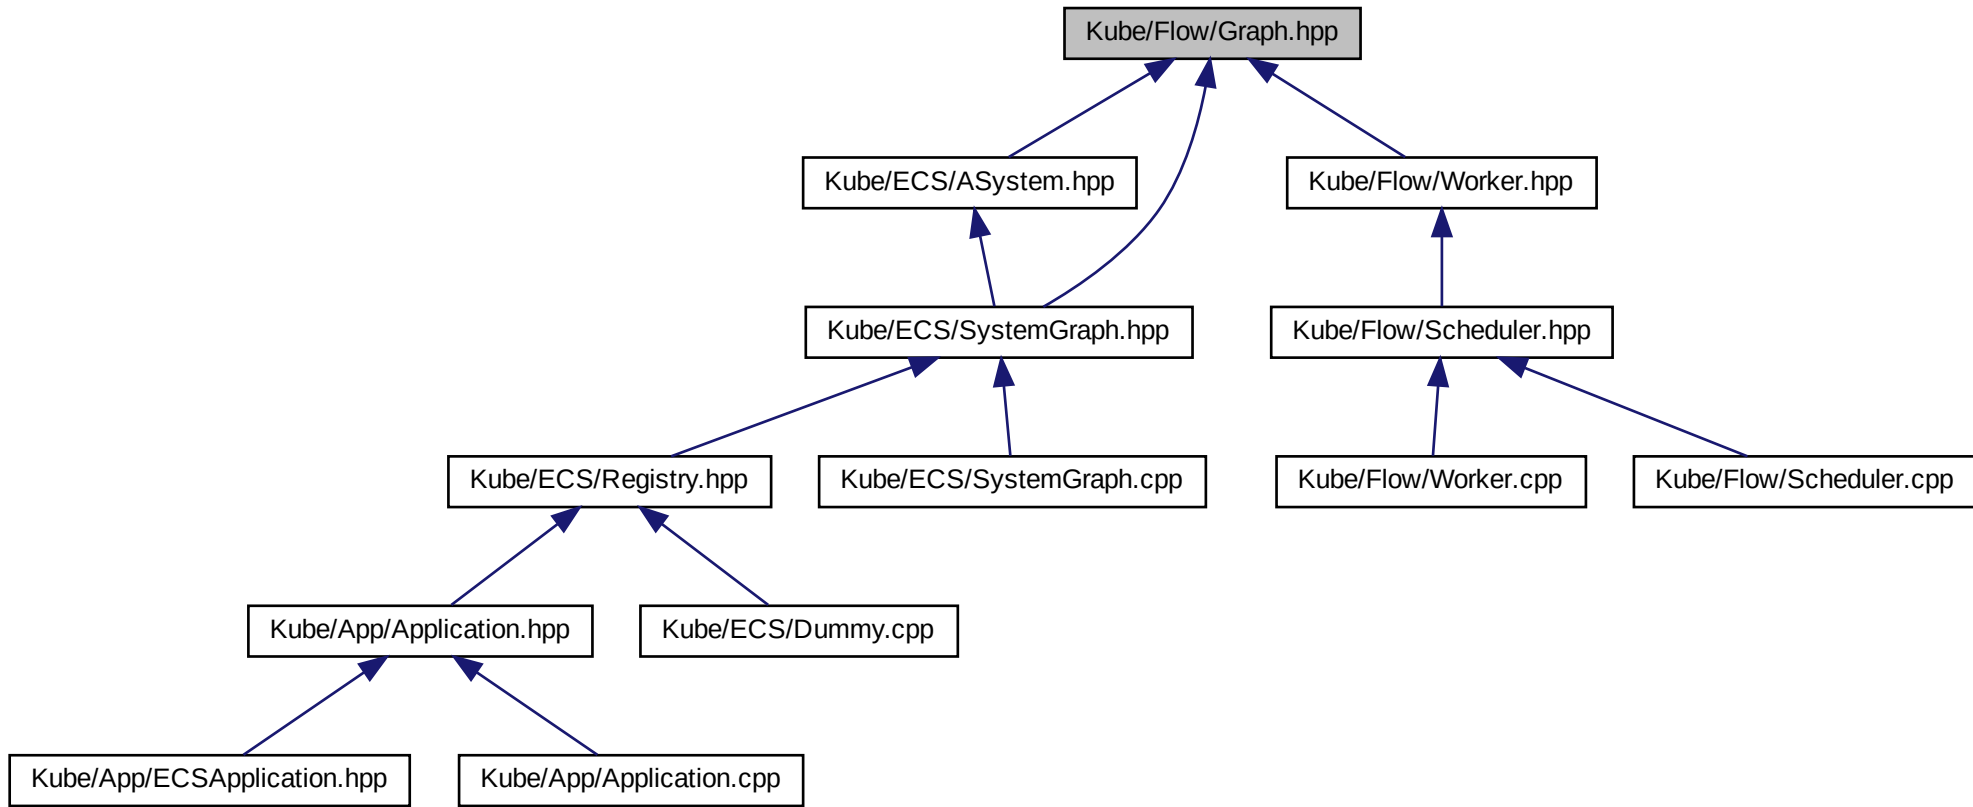 Kube/Flow/Graph.hpp
Kube/ECS/ASystem.hpp
Kube/Flow/Worker.hpp
Kube/ECS/SystemGraph.hpp
Kube/Flow/Scheduler.hpp
Kube/ECS/Registry.hpp
Kube/ECS/SystemGraph.cpp
Kube/Flow/Worker.cpp
Kube/Flow/Scheduler.cpp
Kube/App/Application.hpp
Kube/ECS/Dummy.cpp
Kube/App/ECSApplication.hpp
Kube/App/Application.cpp